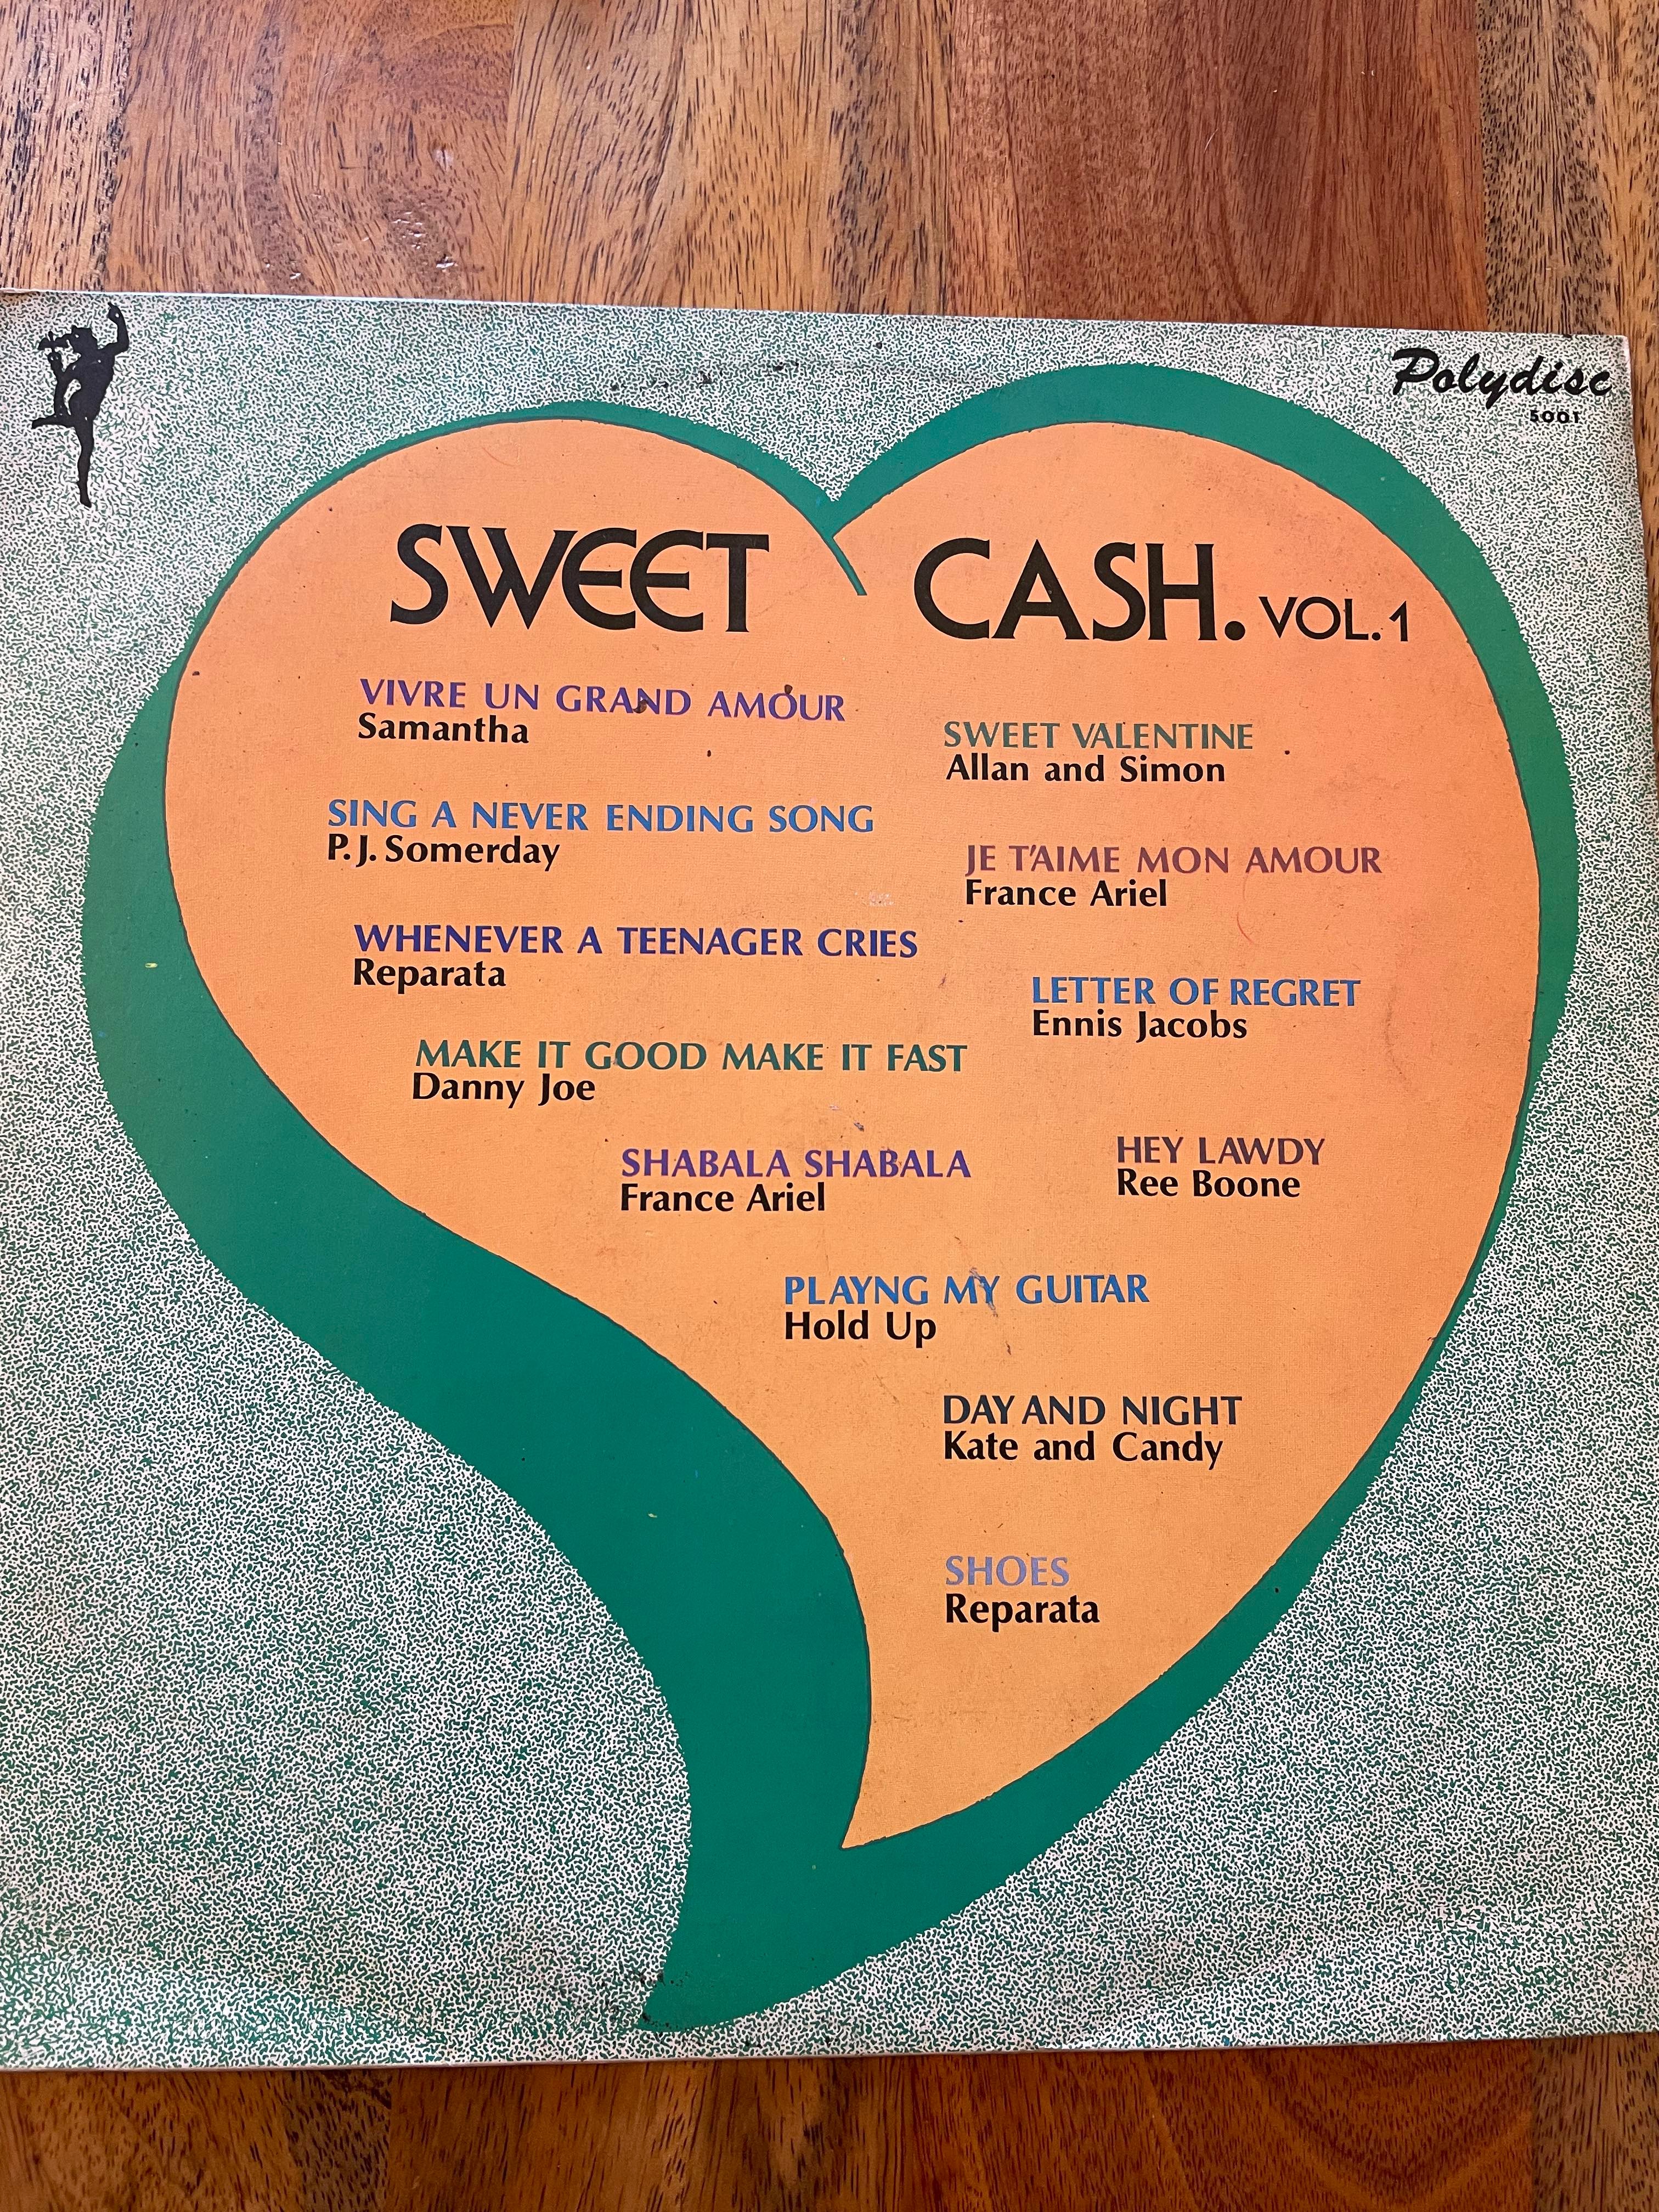 Polydisc
5001
SWEET CASH. VOL.1
VIVRE UN GRAND AMOUR
Samantha
SING A NEVER ENDING SONG
P.J. Somerday
WHENEVER A TEENAGER CRIES
Reparata
MAKE IT GOOD MAKE IT FAST
Danny Joe
SHABALA SHABALA
France Ariel
SWEET VALENTINE
Allan and Simon
JE T'AIME MON AMOUR
France Ariel
LETTER OF REGRET
Ennis Jacobs
HEY LAWDY
Ree Boone
PLAYNG MY GUITAR
Hold Up
DAY AND NIGHT
Kate and Candy
SHOES
Reparata